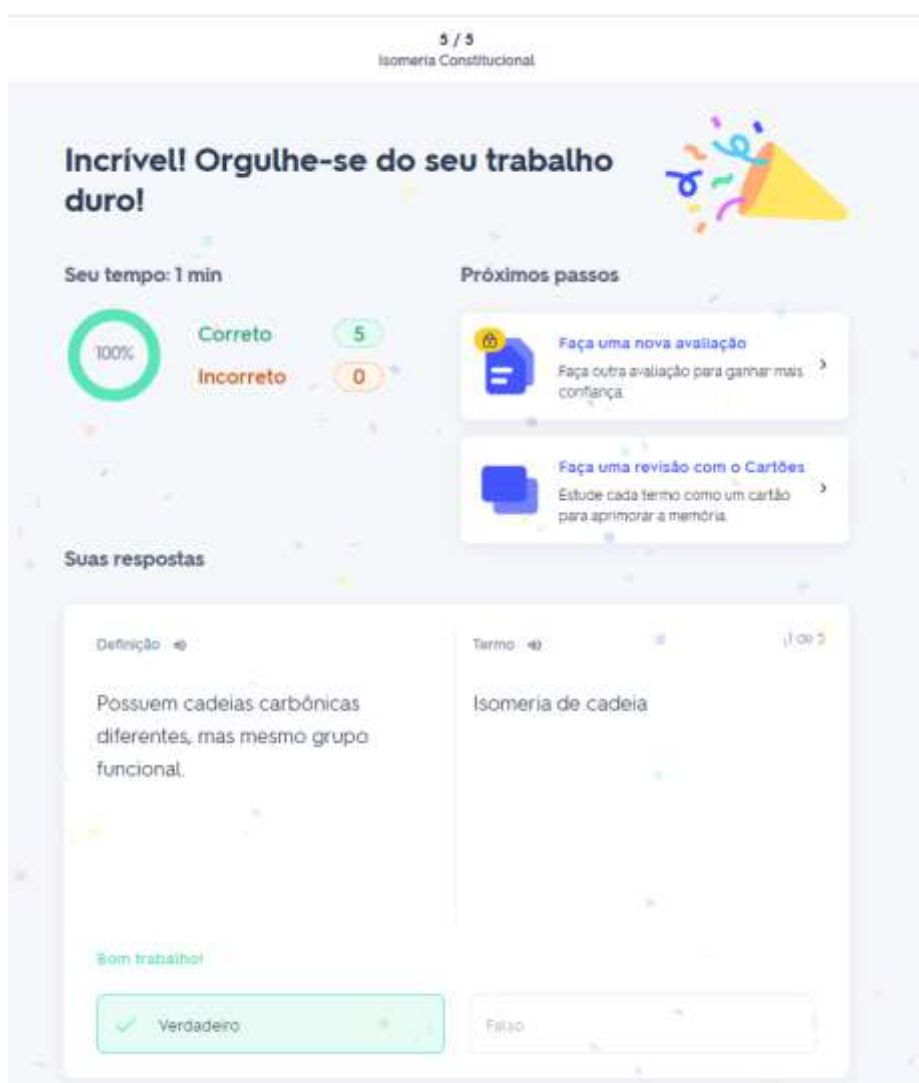 5 / 5
Isomeria Constitucional
Incrível! Orgulhe-se do seu trabalho
duro!
Seu tempo: 1 min
100%
Correto 5
Incorreto 0
Próximos passos
Faça uma nova avaliação
Faça outra avaliação para ganhar mais
confiança.
Faça uma revisão com o Cartões
Estude cada termo como um cartão
para aprimorar a memória.
Suas respostas
Definição
Possuem cadeias carbônicas
diferentes, mas mesmo grupo
funcional.
Termo
1 de 5
Isomeria de cadeia
Bom trabalho!
Verdadeiro
Falso